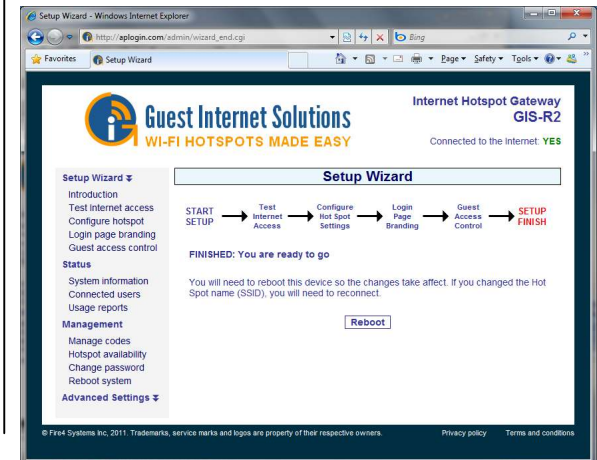 Setup Wizard - Windows Internet Explorer
http://aplogin.com/admin/wizard_end.cgi
Bing
Favorites
Setup Wizard
Page
Safety
Tools
Guest Internet Solutions
WI-FI HOTSPOTS MADE EASY
Internet Hotspot Gateway
GIS-R2
Connected to the Internet: YES
Setup Wizard
Introduction
Test Internet access
Configure hotspot
Login page branding
Guest access control
Status
System information
Connected users
Usage reports
Management
Manage codes
Hotspot availability
Change password
Reboot system
Advanced Settings
Setup Wizard
START
SETUP
Test
Internet
Access
Configure
Hot Spot
Settings
Login
Page
Branding
Guest
Access
Control
SETUP
FINISH
FINISHED: You are ready to go
You will need to reboot this device so the changes take affect. If you changed the Hot
Spot name (SSID), you will need to reconnect.
Reboot
© Fire4 Systems Inc, 2011. Trademarks, service marks and logos are property of their respective owners.
Privacy policy
Terms and conditions